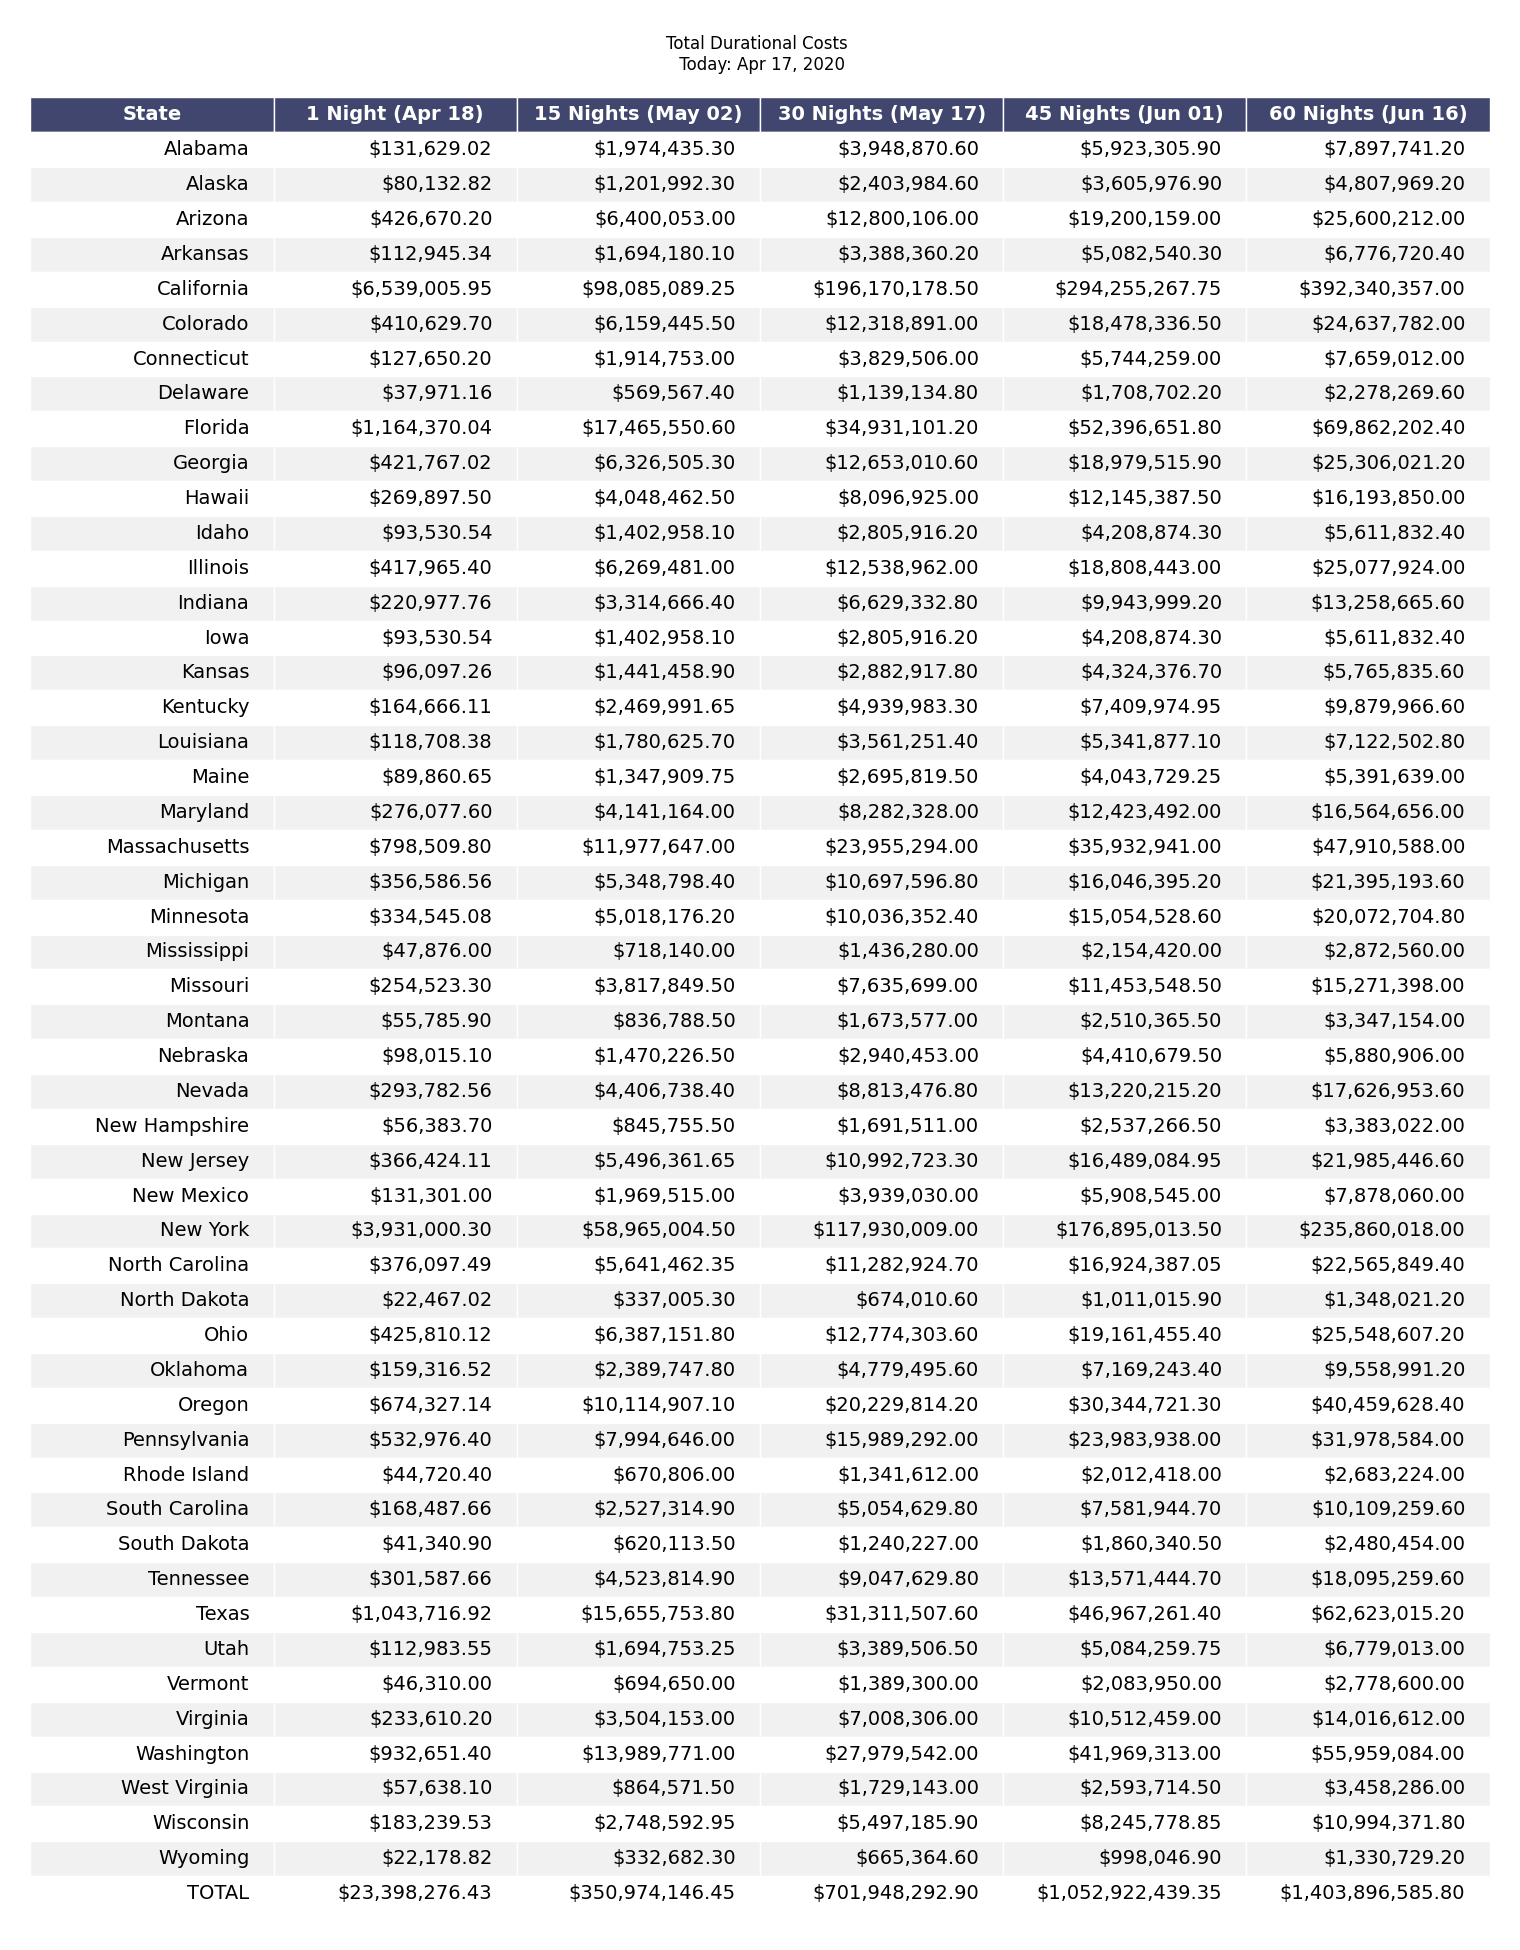 Total Durational Costs
Today: Apr 17, 2020
State 1 Night (Apr 18) 15 Nights (May 02) 30 Nights (May 17) 45 Nights (Jun 01) 60 Nights (Jun 16)
Alabama $131,629.02 $1,974,435.30 $3,948,870.60 $5,923,305.90 $7,897,741.20
Alaska $80,132.82 $1,201,992.30 $2,403,984.60 $3,605,976.90 $4,807,969.20
Arizona $426,670.20 $6,400,053.00 $12,800,106.00 $19,200,159.00 $25,600,212.00
Arkansas $112,945.34 $1,694,180.10 $3,388,360.20 $5,082,540.30 $6,776,720.40
California $6,539,005.95 $98,085,089.25 $196,170,178.50 $294,255,267.75 $392,340,357.00
Colorado $410,629.70 $6,159,445.50 $12,318,891.00 $18,478,336.50 $24,637,782.00
Connecticut $127,650.20 $1,914,753.00 $3,829,506.00 $5,744,259.00 $7,659,012.00
Delaware $37,971.16 $569,567.40 $1,139,134.80 $1,708,702.20 $2,278,269.60
Florida $1,164,370.04 $17,465,550.60 $34,931,101.20 $52,396,651.80 $69,862,202.40
Georgia $421,767.02 $6,326,505.30 $12,653,010.60 $18,979,515.90 $25,306,021.20
Hawaii $269,897.50 $4,048,462.50 $8,096,925.00 $12,145,387.50 $16,193,850.00
Idaho $93,530.54 $1,402,958.10 $2,805,916.20 $4,208,874.30 $5,611,832.40
Illinois $417,965.40 $6,269,481.00 $12,538,962.00 $18,808,443.00 $25,077,924.00
Indiana $220,977.76 $3,314,666.40 $6,629,332.80 $9,943,999.20 $13,258,665.60
Iowa $93,530.54 $1,402,958.10 $2,805,916.20 $4,208,874.30 $5,611,832.40
Kansas $96,097.26 $1,441,458.90 $2,882,917.80 $4,324,376.70 $5,765,835.60
Kentucky $164,666.11 $2,469,991.65 $4,939,983.30 $7,409,974.95 $9,879,966.60
Louisiana $118,708.38 $1,780,625.70 $3,561,251.40 $5,341,877.10 $7,122,502.80
Maine $89,860.65 $1,347,909.75 $2,695,819.50 $4,043,729.25 $5,391,639.00
Maryland $276,077.60 $4,141,164.00 $8,282,328.00 $12,423,492.00 $16,564,656.00
Massachusetts $798,509.80 $11,977,647.00 $23,955,294.00 $35,932,941.00 $47,910,588.00
Michigan $356,586.56 $5,348,798.40 $10,697,596.80 $16,046,395.20 $21,395,193.60
Minnesota $334,545.08 $5,018,176.20 $10,036,352.40 $15,054,528.60 $20,072,704.80
Mississippi $47,876.00 $718,140.00 $1,436,280.00 $2,154,420.00 $2,872,560.00
Missouri $254,523.30 $3,817,849.50 $7,635,699.00 $11,453,548.50 $15,271,398.00
Montana $55,785.90 $836,788.50 $1,673,577.00 $2,510,365.50 $3,347,154.00
Nebraska $98,015.10 $1,470,226.50 $2,940,453.00 $4,410,679.50 $5,880,906.00
Nevada $293,782.56 $4,406,738.40 $8,813,476.80 $13,220,215.20 $17,626,953.60
New Hampshire $56,383.70 $845,755.50 $1,691,511.00 $2,537,266.50 $3,383,022.00
New Jersey $366,424.11 $5,496,361.65 $10,992,723.30 $16,489,084.95 $21,985,446.60
New Mexico $131,301.00 $1,969,515.00 $3,939,030.00 $5,908,545.00 $7,878,060.00
New York $3,931,000.30 $58,965,004.50 $117,930,009.00 $176,895,013.50 $235,860,018.00
North Carolina $376,097.49 $5,641,462.35 $11,282,924.70 $16,924,387.05 $22,565,849.40
North Dakota $22,467.02 $337,005.30 $674,010.60 $1,011,015.90 $1,348,021.20
Ohio $425,810.12 $6,387,151.80 $12,774,303.60 $19,161,455.40 $25,548,607.20
Oklahoma $159,316.52 $2,389,747.80 $4,779,495.60 $7,169,243.40 $9,558,991.20
Oregon $674,327.14 $10,114,907.10 $20,229,814.20 $30,344,721.30 $40,459,628.40
Pennsylvania $532,976.40 $7,994,646.00 $15,989,292.00 $23,983,938.00 $31,978,584.00
Rhode Island $44,720.40 $670,806.00 $1,341,612.00 $2,012,418.00 $2,683,224.00
South Carolina $168,487.66 $2,527,314.90 $5,054,629.80 $7,581,944.70 $10,109,259.60
South Dakota $41,340.90 $620,113.50 $1,240,227.00 $1,860,340.50 $2,480,454.00
Tennessee $301,587.66 $4,523,814.90 $9,047,629.80 $13,571,444.70 $18,095,259.60
Texas $1,043,716.92 $15,655,753.80 $31,311,507.60 $46,967,261.40 $62,623,015.20
Utah $112,983.55 $1,694,753.25 $3,389,506.50 $5,084,259.75 $6,779,013.00
Vermont $46,310.00 $694,650.00 $1,389,300.00 $2,083,950.00 $2,778,600.00
Virginia $233,610.20 $3,504,153.00 $7,008,306.00 $10,512,459.00 $14,016,612.00
Washington $932,651.40 $13,989,771.00 $27,979,542.00 $41,969,313.00 $55,959,084.00
West Virginia $57,638.10 $864,571.50 $1,729,143.00 $2,593,714.50 $3,458,286.00
Wisconsin $183,239.53 $2,748,592.95 $5,497,185.90 $8,245,778.85 $10,994,371.80
Wyoming $22,178.82 $332,682.30 $665,364.60 $998,046.90 $1,330,729.20
TOTAL $23,398,276.43 $350,974,146.45 $701,948,292.90 $1,052,922,439.35 $1,403,896,585.80